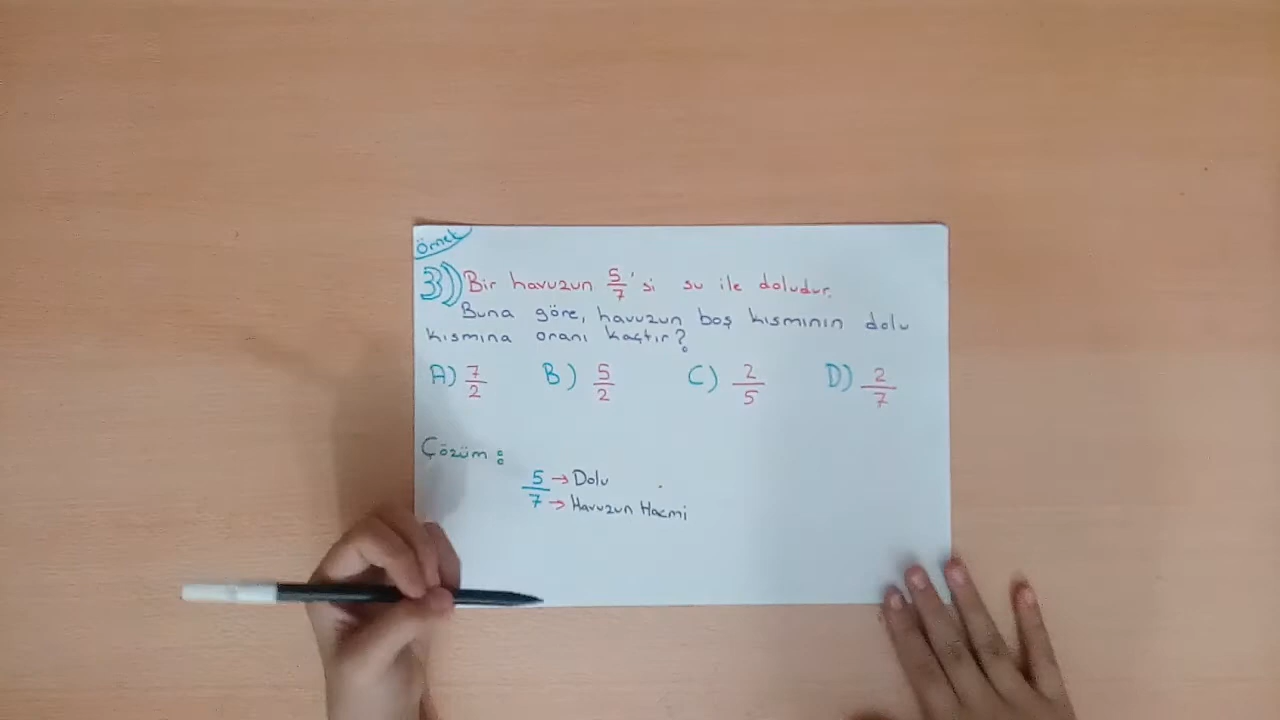 Örnek
3) Bir havuzun 5/7'si su ile doludur.
Buna göre, havuzun boş kısmının dolu
kısmına oranı kaçtır?
A) 7/2 B) 5/2 C) 2/5 D) 2/7
Çözüm:
5 → Dolu
7 → Havuzun Hacmi